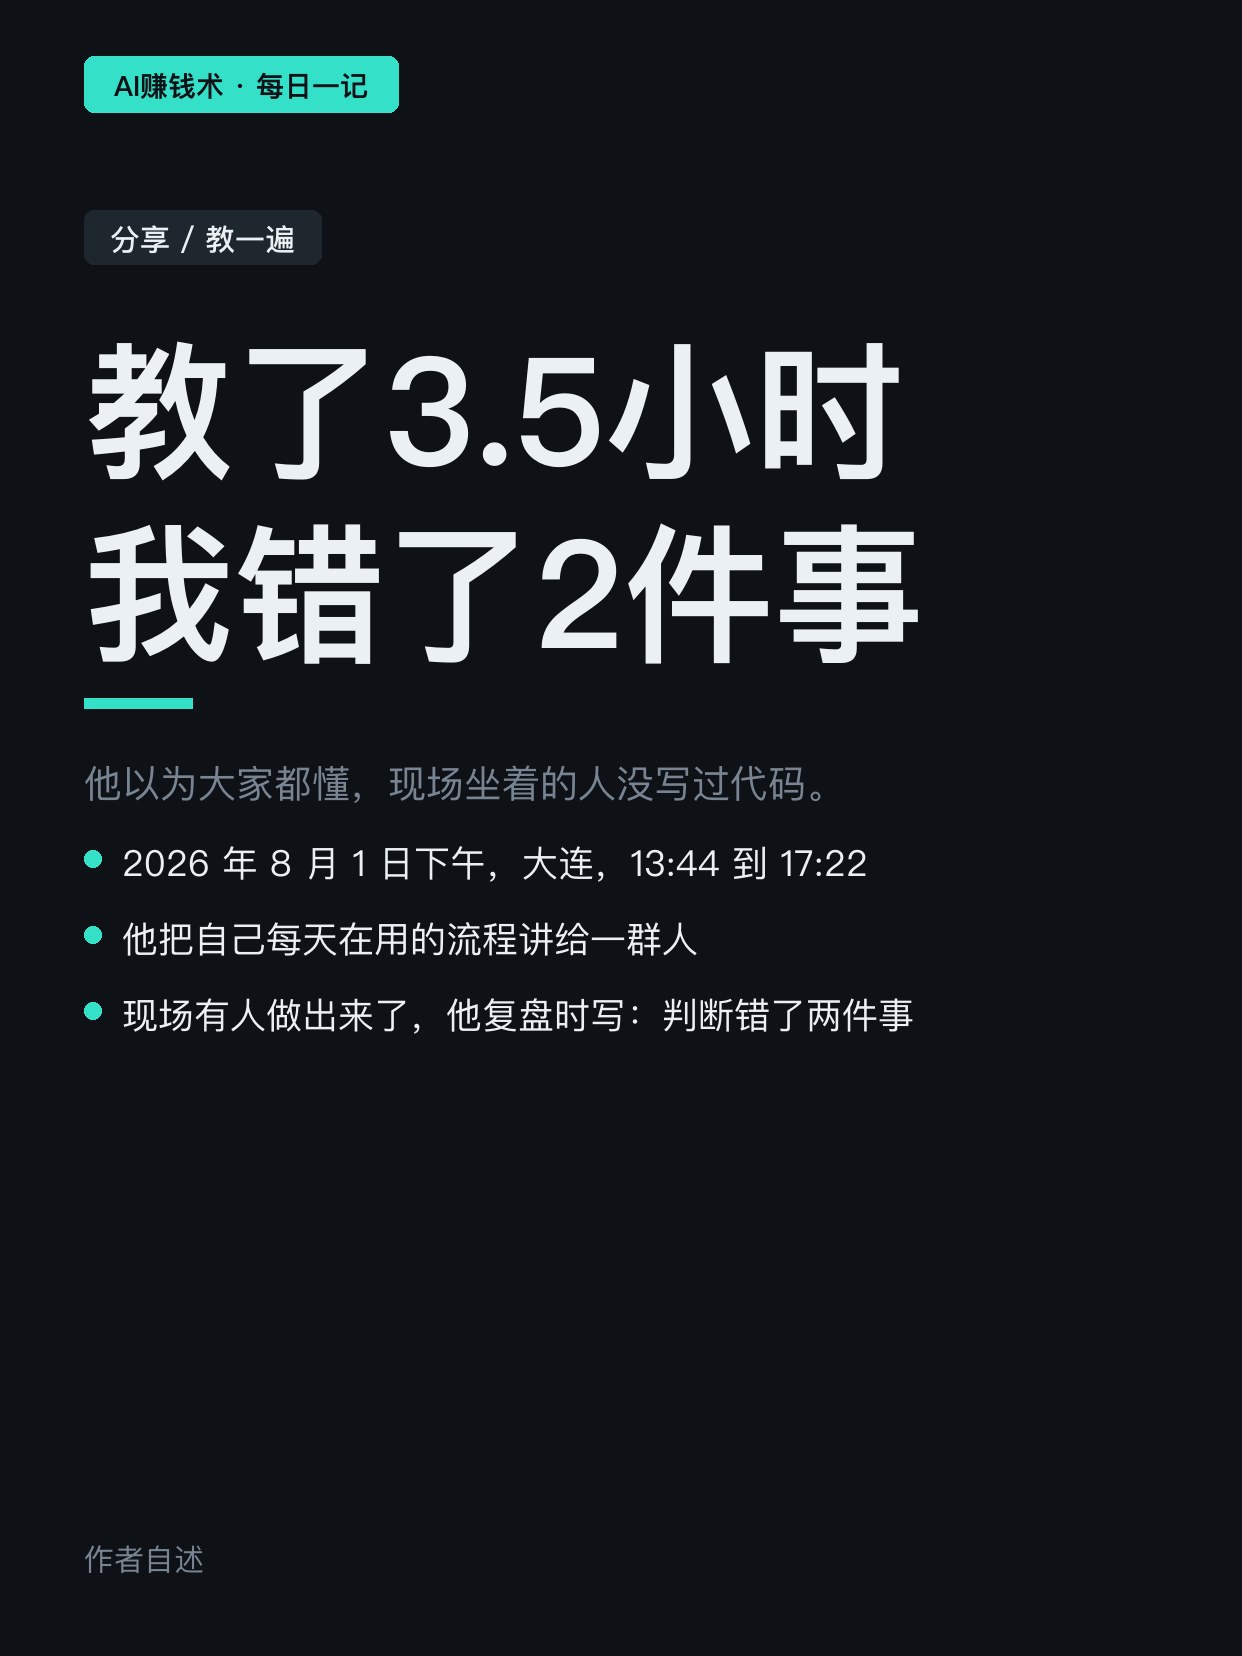 AI赚钱术 · 每日一记
分享 / 教一遍
教了3.5小时
我错了2件事
他以为大家都懂，现场坐着的人没写过代码。
2026 年 8 月 1 日下午，大连，13:44 到 17:22
他把自己每天在用的流程讲给一群人
现场有人做出来了，他复盘时写：判断错了两件事
作者自述